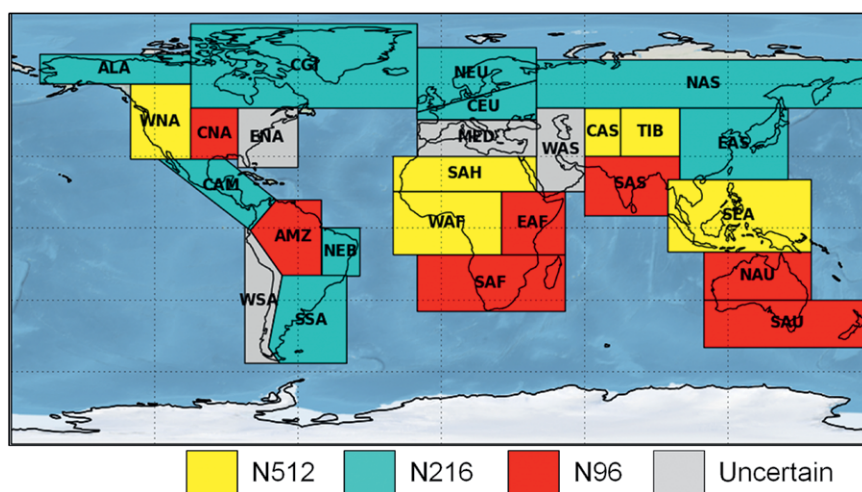 ALA
CGI
NEU
NAS
CEU
WNA
CNA
ENA
MED
WAS
CAS
TIB
EAS
CAM
SAH
SAS
WAF
EAF
SEA
AMZ
NEB
SAF
NAU
WSA
SSA
SAU
N512
N216
N96
Uncertain